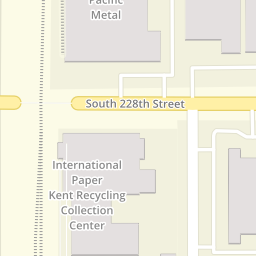 Pacific
Metal
South 228th Street
International
Paper
Kent Recycling
Collection
Center